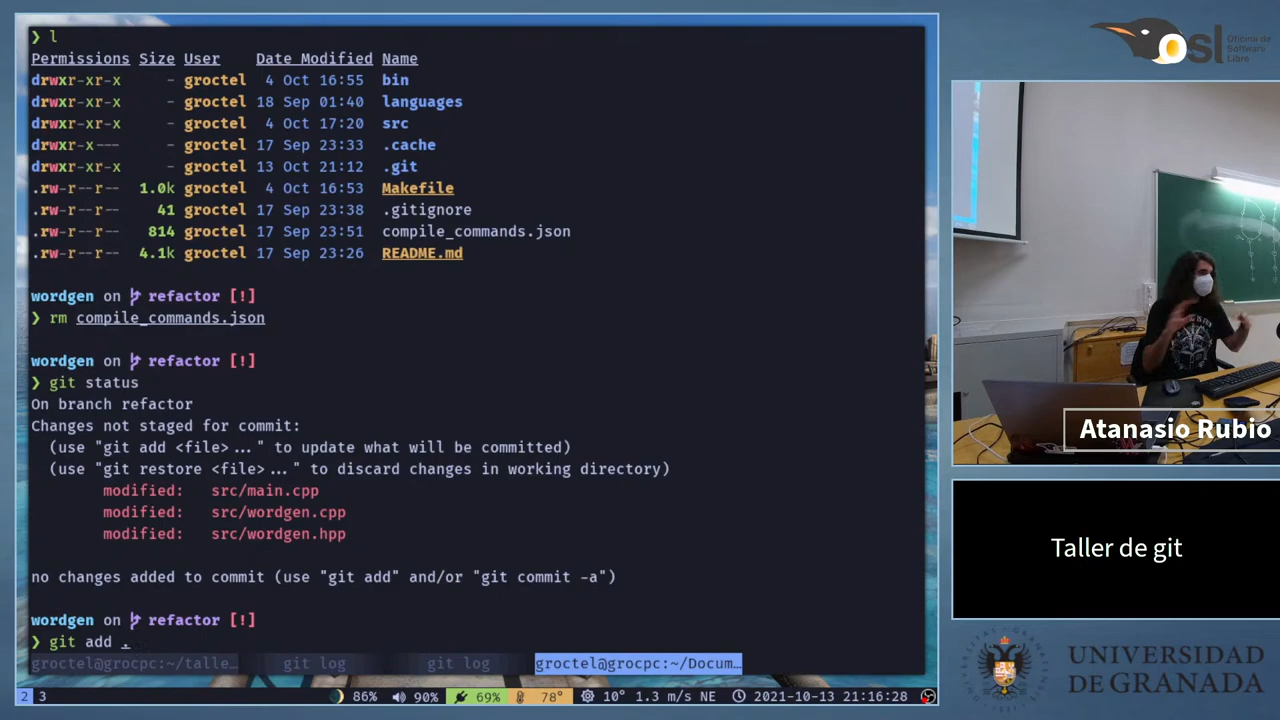 ❯ l
Permissions Size User Date Modified Name
drwxr-xr-x - groctel 4 Oct 16:55 bin
drwxr-xr-x - groctel 18 Sep 01:40 languages
drwxr-xr-x - groctel 4 Oct 17:20 src
drwxr-x--- - groctel 17 Sep 23:33 .cache
drwxr-xr-x - groctel 13 Oct 21:12 .git
.rw-r--r-- 1.0k groctel 4 Oct 16:53 Makefile
.rw-r--r-- 41 groctel 17 Sep 23:38 .gitignore
.rw-r--r-- 814 groctel 17 Sep 23:51 compile_commands.json
.rw-r--r-- 4.1k groctel 17 Sep 23:26 README.md
wordgen on refactor [!]
❯ rm compile_commands.json
wordgen on refactor [!]
❯ git status
On branch refactor
Changes not staged for commit:
(use "git add <file>..." to update what will be committed)
(use "git restore <file>..." to discard changes in working directory)
modified: src/main.cpp
modified: src/wordgen.cpp
modified: src/wordgen.hpp
no changes added to commit (use "git add" and/or "git commit -a")
wordgen on refactor [!]
❯ git add .
groctel@grocpc:~/talle… git log git log groctel@grocpc:~/Docum…
2 3 86% 90% 69% 78° 10° 1.3 m/s NE 2021-10-13 21:16:28
osl
Oficina de
Software
Libre
Atanasio Rubio
Taller de git
UNIVERSIDAD
DE GRANADA